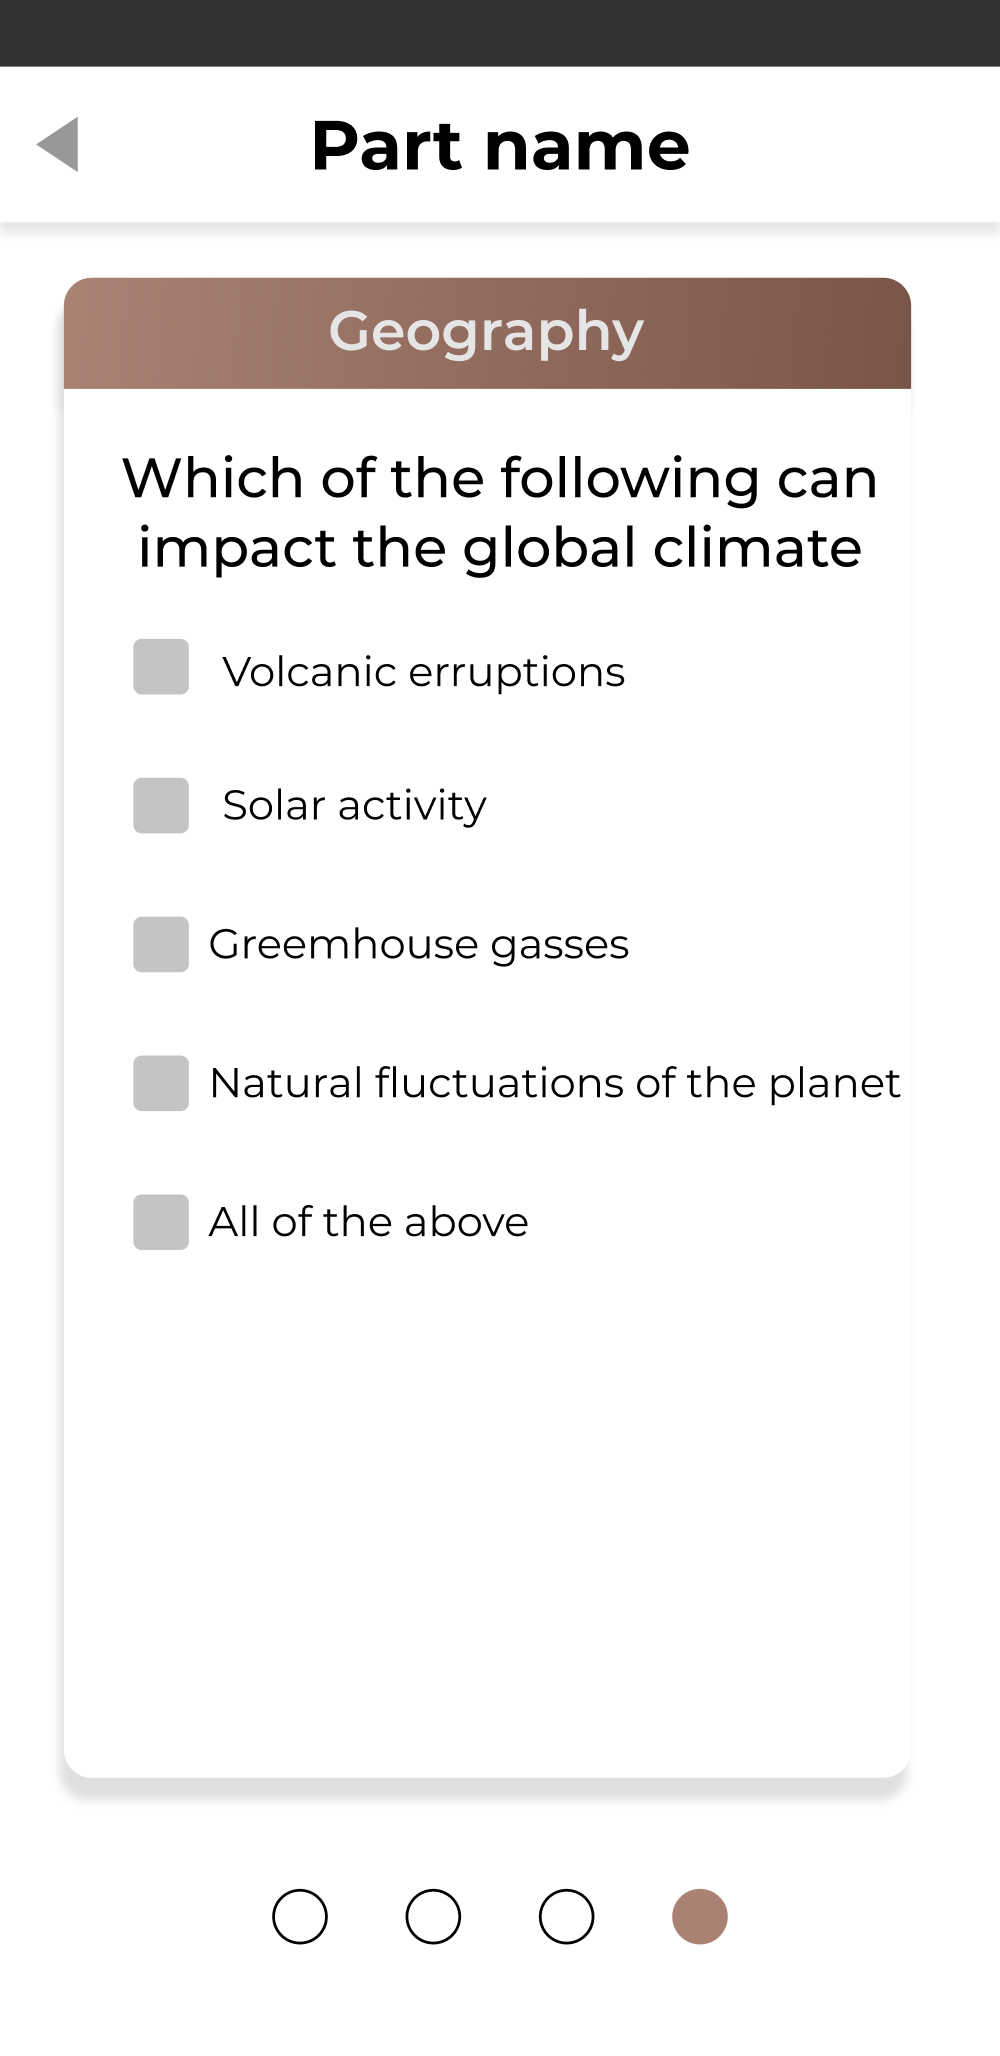 Part name
Geography
Which of the following can
impact the global climate
Volcanic erruptions
Solar activity
Greemhouse gasses
Natural fluctuations of the planet
All of the above